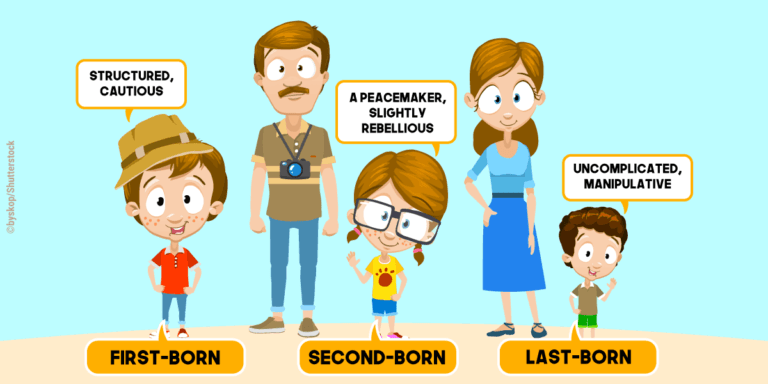 ©byskop/Shutterstock
STRUCTURED,
CAUTIOUS
A PEACEMAKER,
SLIGHTLY
REBELLIOUS
UNCOMPLICATED,
MANIPULATIVE
FIRST-BORN
SECOND-BORN
LAST-BORN